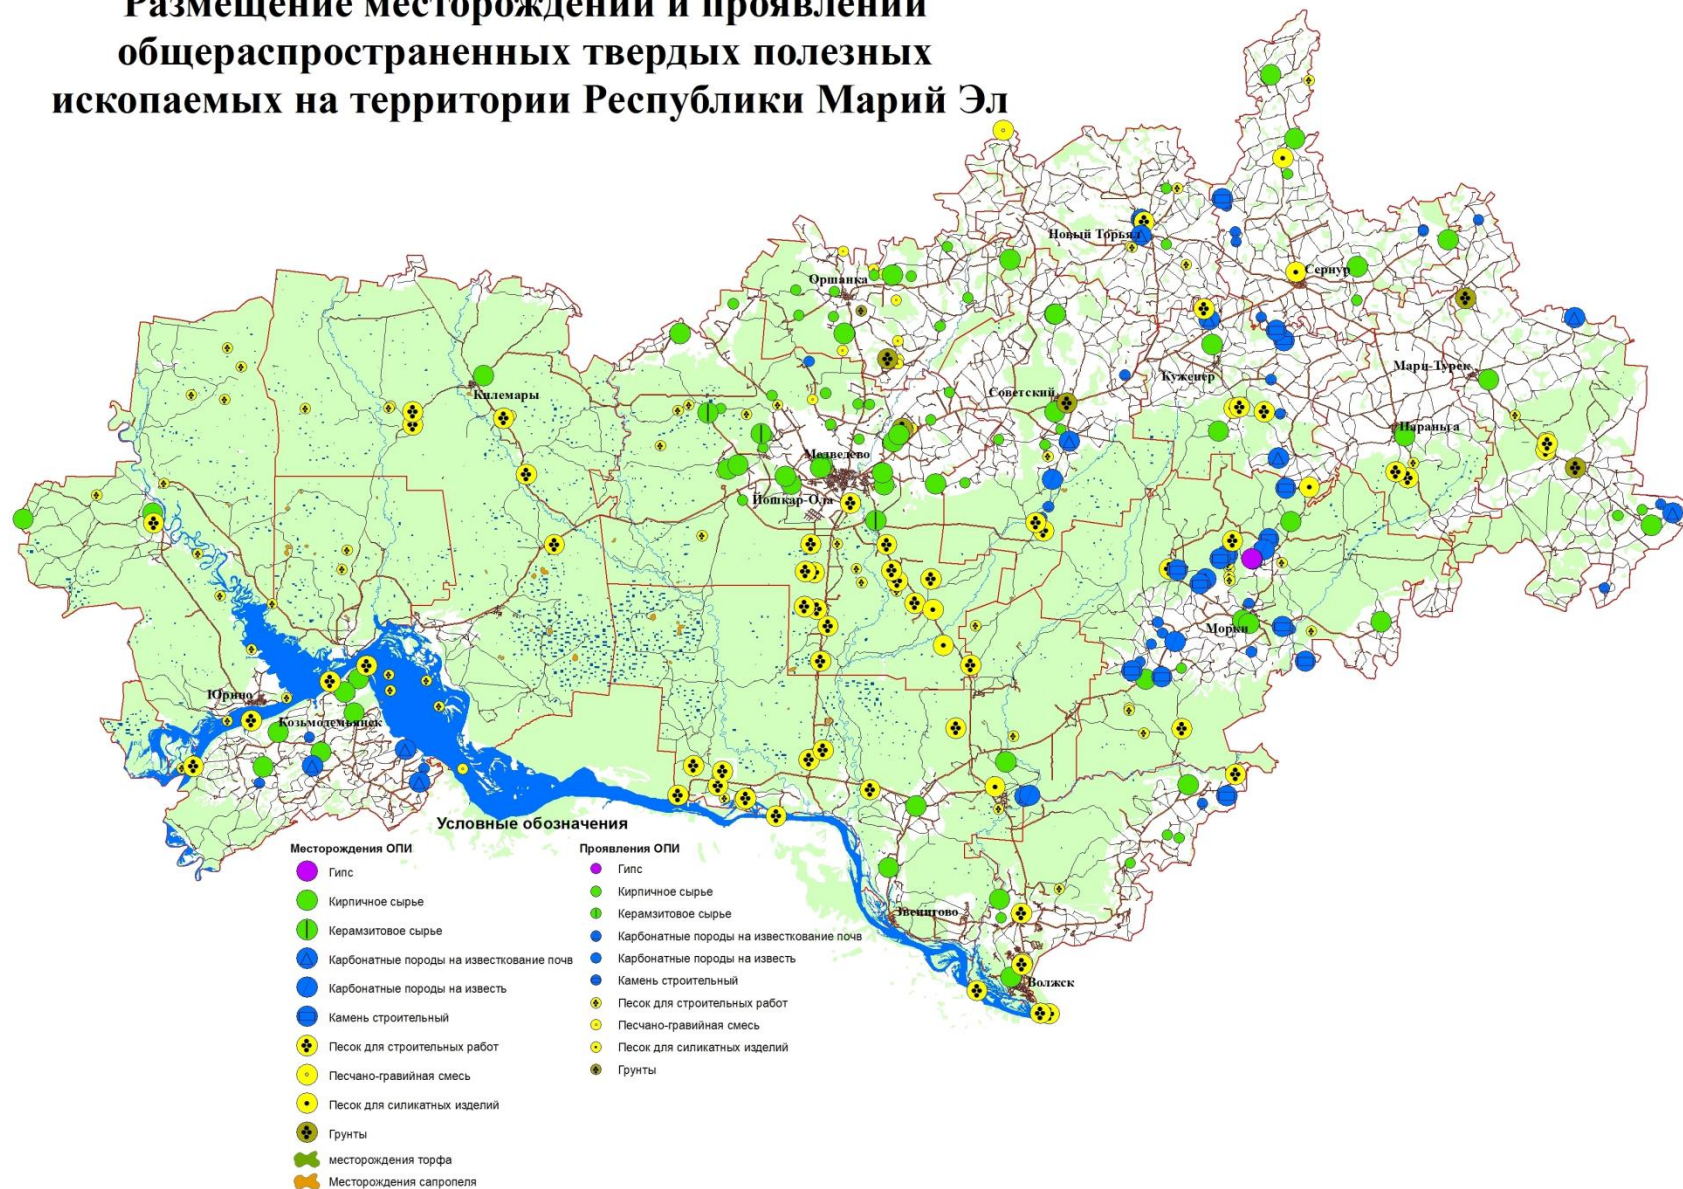 Размещение месторождений и проявлений
общераспространенных твердых полезных
ископаемых на территории Республики Марий Эл
Новый Торьял
Оршанка
Сернур
Килемары
Советский
Куженер
Мари-Турек
Параньга
Медведево
Йошкар-Ола
Морки
Юрино
Козьмодемьянск
Звенигово
Волжск
Условные обозначения
Месторождения ОПИ
Гипс
Кирпичное сырье
Керамзитовое сырье
Карбонатные породы на известкование почв
Карбонатные породы на известь
Камень строительный
Песок для строительных работ
Песчано-гравийная смесь
Песок для силикатных изделий
Грунты
месторождения торфа
Месторождения сапропеля
Проявления ОПИ
Гипс
Кирпичное сырье
Керамзитовое сырье
Карбонатные породы на известкование почв
Карбонатные породы на известь
Камень строительный
Песок для строительных работ
Песчано-гравийная смесь
Песок для силикатных изделий
Грунты